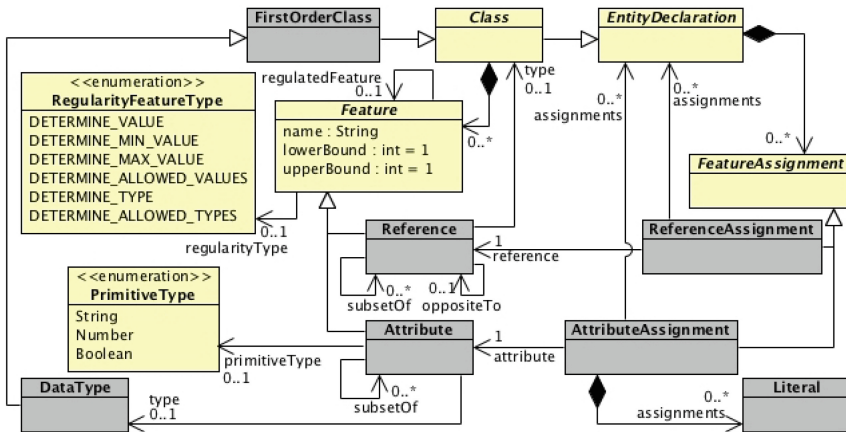 FirstOrderClass
Class
EntityDeclaration
<<enumeration>>
RegularityFeatureType
DETERMINE_VALUE
DETERMINE_MIN_VALUE
DETERMINE_MAX_VALUE
DETERMINE_ALLOWED_VALUES
DETERMINE_TYPE
DETERMINE_ALLOWED_TYPES
regulatedFeature
0..1
type
0..1
Feature
name : String
lowerBound : int = 1
upperBound : int = 1
0..*
0..*
assignments
0..*
assignments
0..*
FeatureAssignment
0..1
regularityType
Reference
ReferenceAssignment
1
reference
0..*
subsetOf
0..1
oppositeTo
<<enumeration>>
PrimitiveType
String
Number
Boolean
primitiveType
0..1
Attribute
AttributeAssignment
1
attribute
0..*
subsetOf
DataType
type
0..1
0..*
assignments
Literal